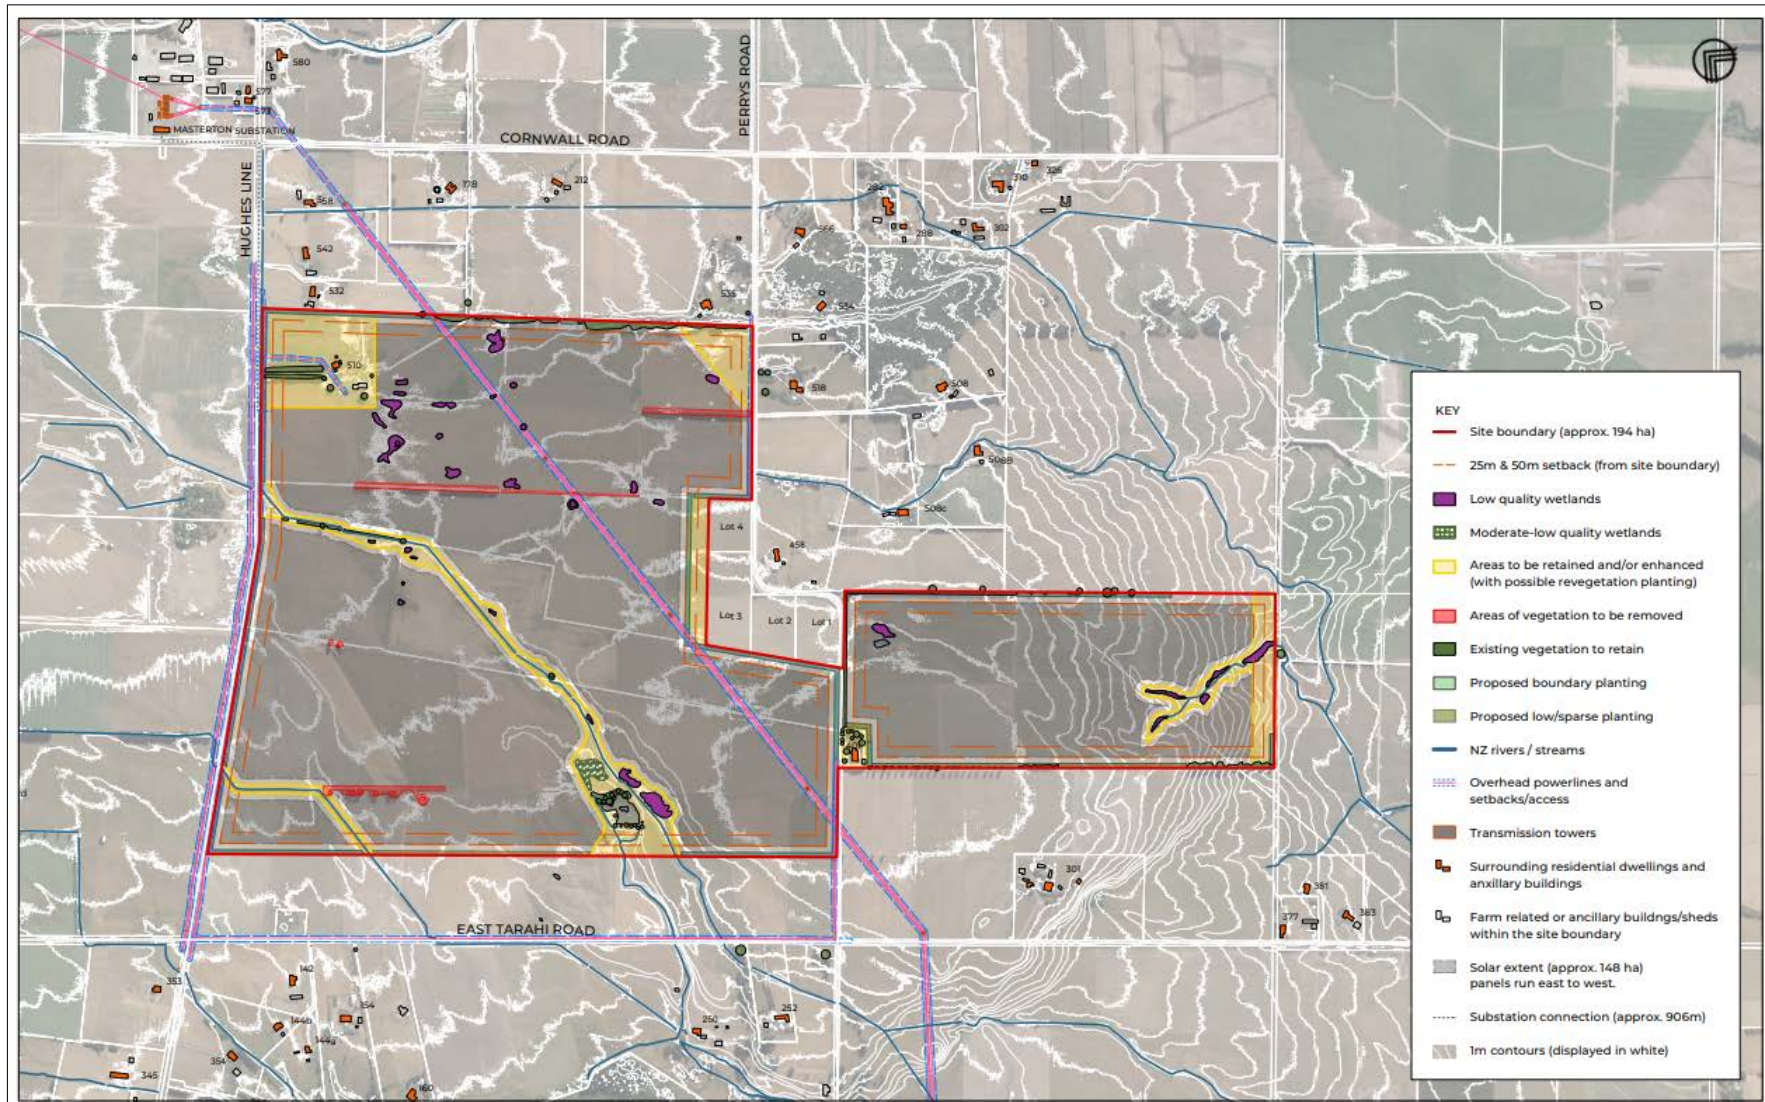 580
577
573
MASTERTON SUBSTATION
CORNWALL ROAD
PERRYS ROAD
HUGHES LINE
178
212
282
310
326
568
566
288
302
542
532
535
534
510
518
508
508B
508c
Lot 4
458
Lot 3
Lot 2
Lot 1
301
381
377
383
EAST TARAHI ROAD
353
142
154
144b
144a
354
345
160
250
252
KEY
Site boundary (approx. 194 ha)
25m & 50m setback (from site boundary)
Low quality wetlands
Moderate-low quality wetlands
Areas to be retained and/or enhanced
(with possible revegetation planting)
Areas of vegetation to be removed
Existing vegetation to retain
Proposed boundary planting
Proposed low/sparse planting
NZ rivers / streams
Overhead powerlines and
setbacks/access
Transmission towers
Surrounding residential dwellings and
anxillary buildings
Farm related or ancillary buildngs/sheds
within the site boundary
Solar extent (approx. 148 ha)
panels run east to west.
Substation connection (approx. 906m)
1m contours (displayed in white)